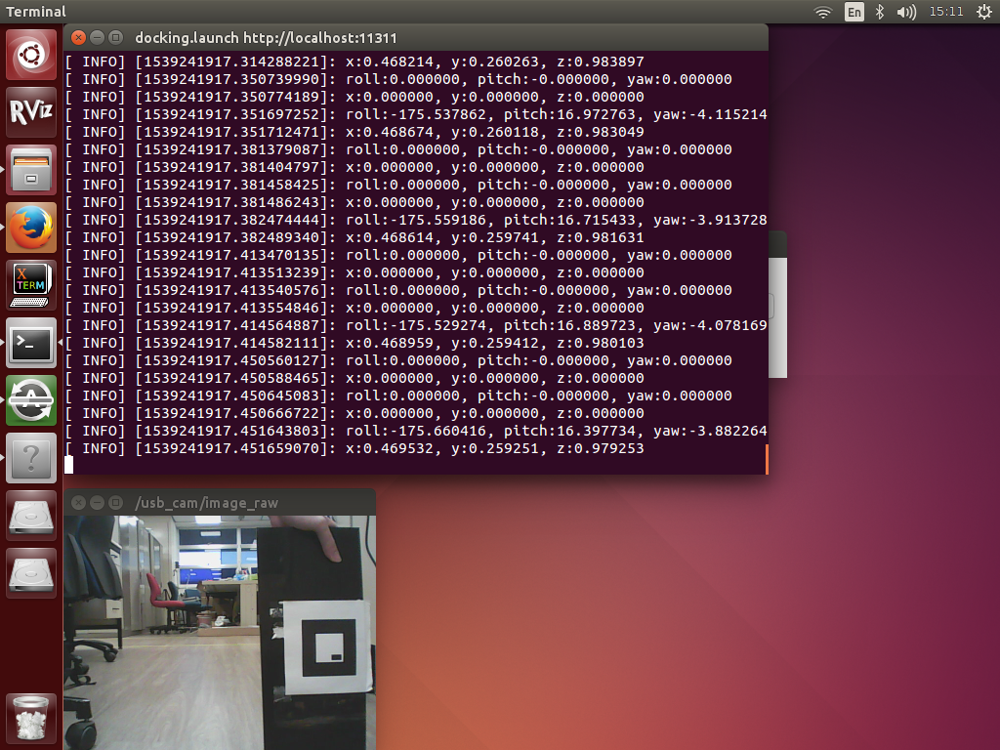 Terminal
En
15:11
RViz
X
TERM
>_
A
?
docking.launch http://localhost:11311
[ INFO] [1539241917.314288221]: x:0.468214, y:0.260263, z:0.983897
[ INFO] [1539241917.350739990]: roll:0.000000, pitch:-0.000000, yaw:0.000000
[ INFO] [1539241917.350774189]: x:0.000000, y:0.000000, z:0.000000
[ INFO] [1539241917.351697252]: roll:-175.537862, pitch:16.972763, yaw:-4.115214
[ INFO] [1539241917.351712471]: x:0.468674, y:0.260118, z:0.983049
[ INFO] [1539241917.381379087]: roll:0.000000, pitch:-0.000000, yaw:0.000000
[ INFO] [1539241917.381404797]: x:0.000000, y:0.000000, z:0.000000
[ INFO] [1539241917.381458425]: roll:0.000000, pitch:-0.000000, yaw:0.000000
[ INFO] [1539241917.381486243]: x:0.000000, y:0.000000, z:0.000000
[ INFO] [1539241917.382474444]: roll:-175.559186, pitch:16.715433, yaw:-3.913728
[ INFO] [1539241917.382489340]: x:0.468614, y:0.259741, z:0.981631
[ INFO] [1539241917.413470135]: roll:0.000000, pitch:-0.000000, yaw:0.000000
[ INFO] [1539241917.413513239]: x:0.000000, y:0.000000, z:0.000000
[ INFO] [1539241917.413540576]: roll:0.000000, pitch:-0.000000, yaw:0.000000
[ INFO] [1539241917.413554846]: x:0.000000, y:0.000000, z:0.000000
[ INFO] [1539241917.414564887]: roll:-175.529274, pitch:16.889723, yaw:-4.078169
[ INFO] [1539241917.414582111]: x:0.468959, y:0.259412, z:0.980103
[ INFO] [1539241917.450560127]: roll:0.000000, pitch:-0.000000, yaw:0.000000
[ INFO] [1539241917.450588465]: x:0.000000, y:0.000000, z:0.000000
[ INFO] [1539241917.450645083]: roll:0.000000, pitch:-0.000000, yaw:0.000000
[ INFO] [1539241917.450666722]: x:0.000000, y:0.000000, z:0.000000
[ INFO] [1539241917.451643803]: roll:-175.660416, pitch:16.397734, yaw:-3.882264
[ INFO] [1539241917.451659070]: x:0.469532, y:0.259251, z:0.979253
/usb_cam/image_raw